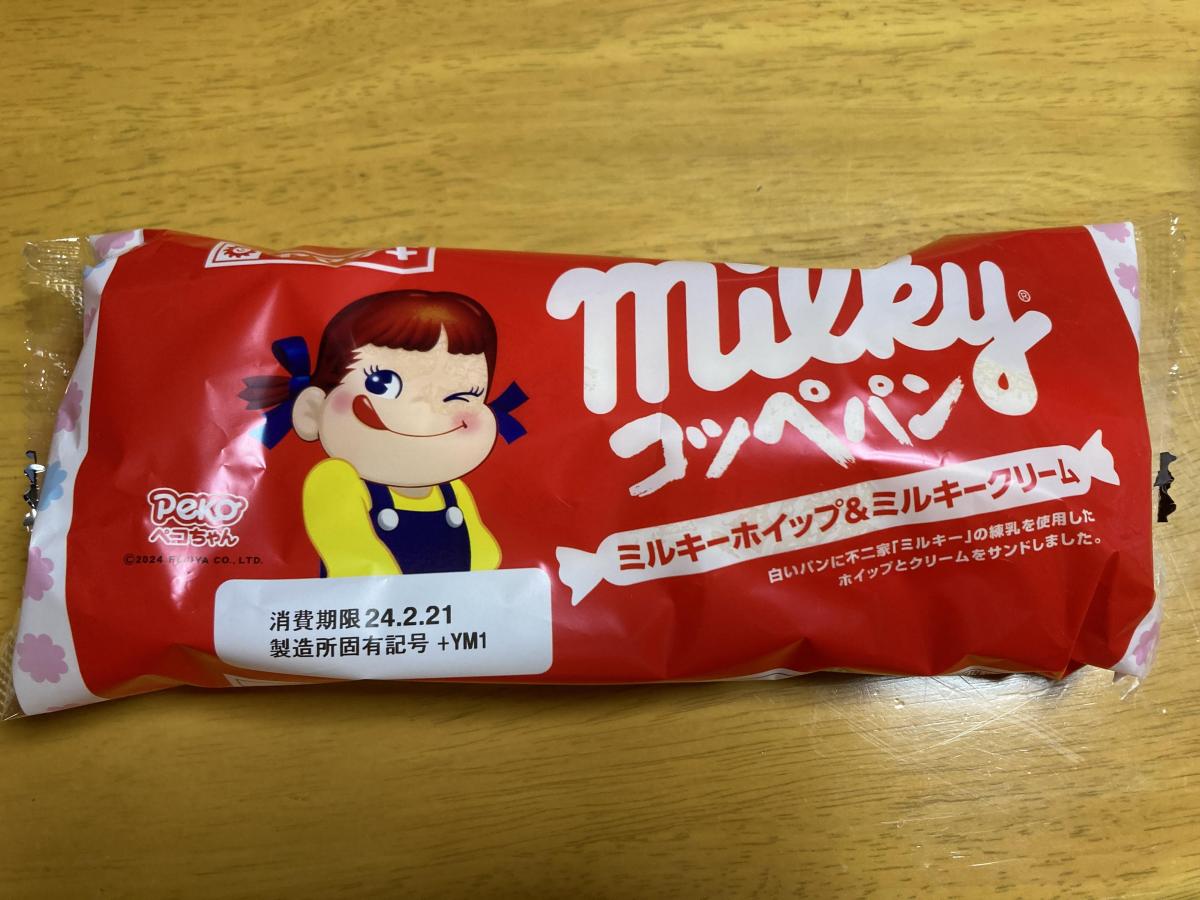 milky®
コッペパン
ミルキーホイップ&ミルキークリーム
白いパンに不二家「ミルキー」の練乳を使用した
ホイップとクリームをサンドしました。
Peko
ペコちゃん
©2024 FUJIYA CO., LTD.
消費期限 24.2.21
製造所固有記号 +YM1